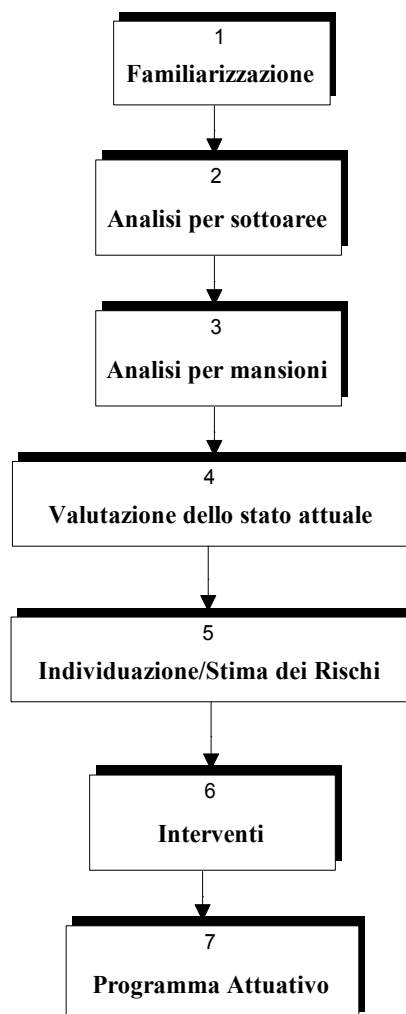 1
Familiarizzazione
2
Analisi per sottoaree
3
Analisi per mansioni
4
Valutazione dello stato attuale
5
Individuazione/Stima dei Rischi
6
Interventi
7
Programma Attuativo